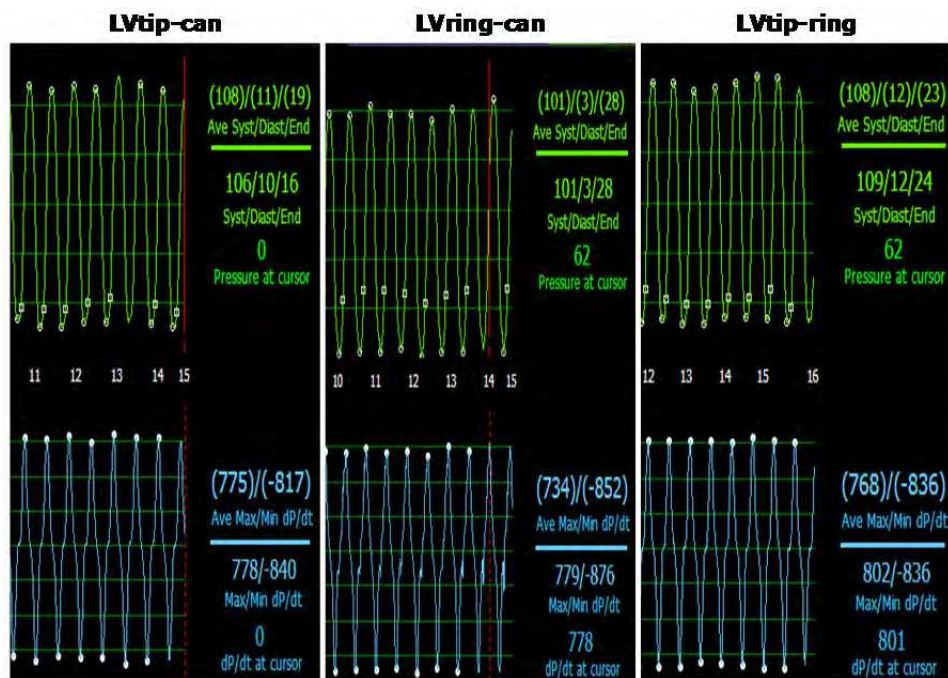 LVtip-can
(108)/(11)/(19)
Ave Syst/Diast/End
106/10/16
Syst/Diast/End
0
Pressure at cursor
11 12 13 14 15
(775)/(-817)
Ave Max/Min dP/dt
778/-840
Max/Min dP/dt
0
dP/dt at cursor
LVring-can
(101)/(3)/(28)
Ave Syst/Diast/End
101/3/28
Syst/Diast/End
62
Pressure at cursor
10 11 12 13 14 15
(734)/(-852)
Ave Max/Min dP/dt
779/-876
Max/Min dP/dt
778
dP/dt at cursor
LVtip-ring
(108)/(12)/(23)
Ave Syst/Diast/End
109/12/24
Syst/Diast/End
62
Pressure at cursor
12 13 14 15 16
(768)/(-836)
Ave Max/Min dP/dt
802/-836
Max/Min dP/dt
801
dP/dt at cursor